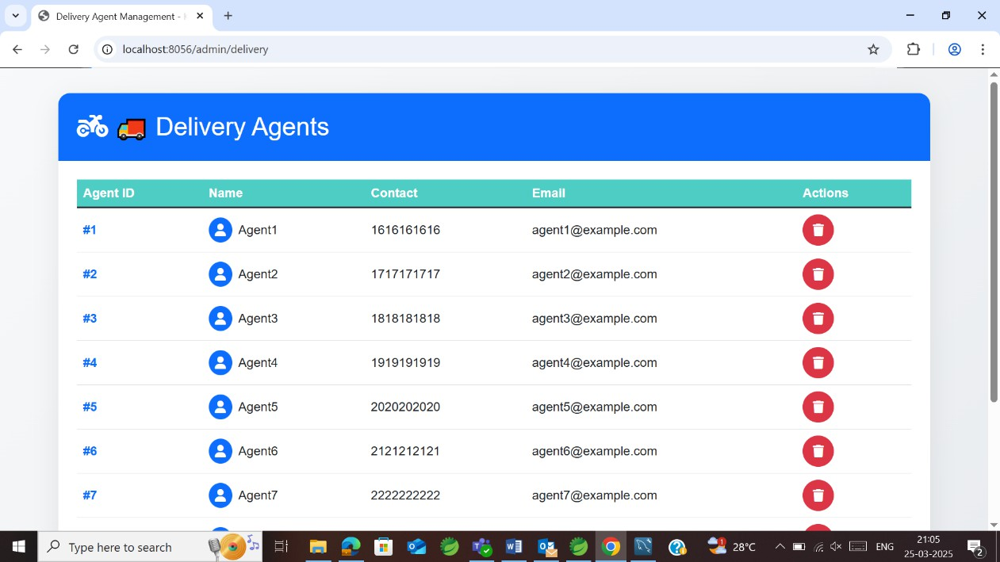 Delivery Agent Management -
localhost:8056/admin/delivery
Delivery Agents
Agent ID Name Contact Email Actions
#1 Agent1 1616161616 agent1@example.com
#2 Agent2 1717171717 agent2@example.com
#3 Agent3 1818181818 agent3@example.com
#4 Agent4 1919191919 agent4@example.com
#5 Agent5 2020202020 agent5@example.com
#6 Agent6 2121212121 agent6@example.com
#7 Agent7 2222222222 agent7@example.com
Type here to search 1 28°C ENG 21:05
25-03-2025 2